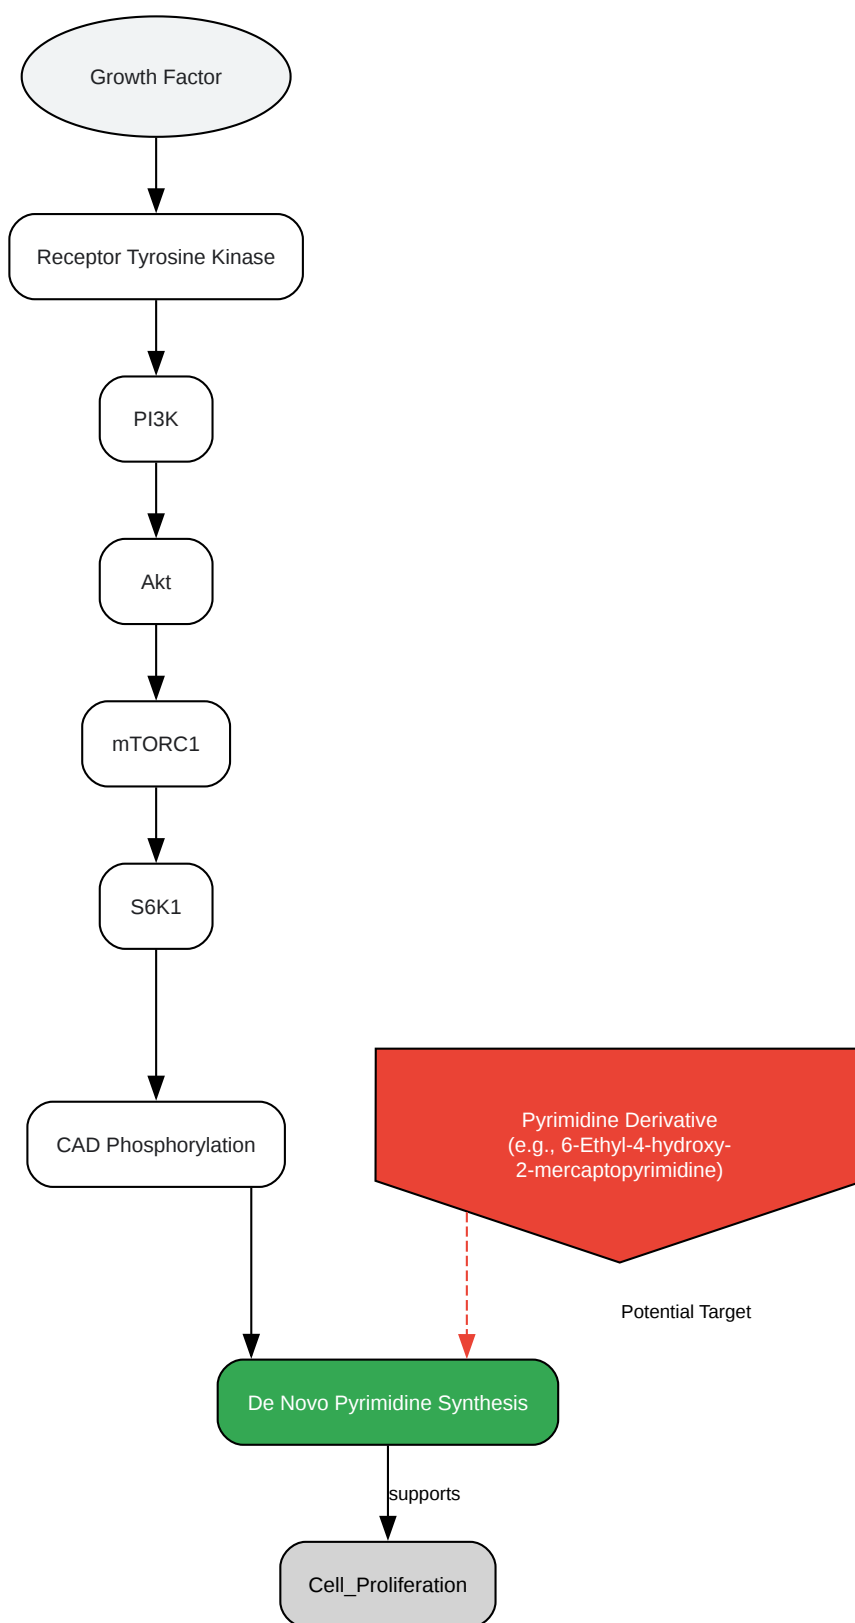 Growth Factor
Receptor Tyrosine Kinase
PI3K
Akt
mTORC1
S6K1
CAD Phosphorylation
Pyrimidine Derivative
(e.g., 6-Ethyl-4-hydroxy-
2-mercaptopyrimidine)
Potential Target
De Novo Pyrimidine Synthesis
supports
Cell_Proliferation